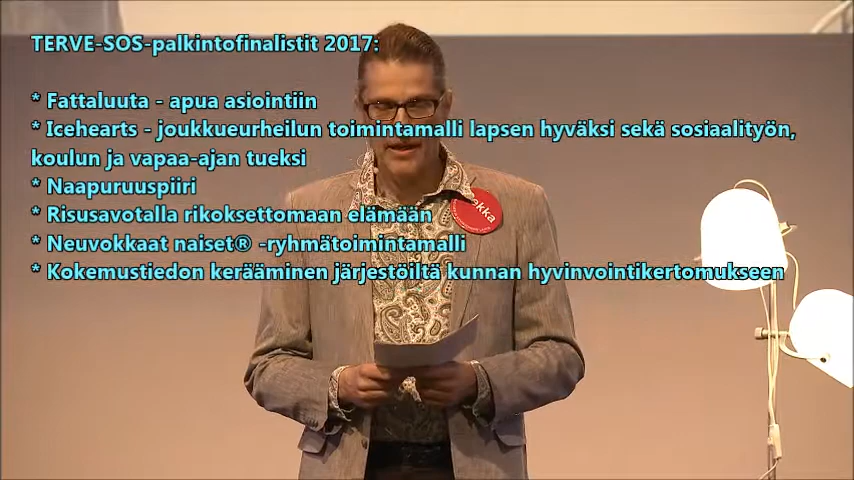 TERVE-SOS-palkintofinalistit 2017:
* Fattaluuta - apua asiointiin
* Icehearts - joukkueurheilun toimintamalli lapsen hyväksi sekä sosiaalityön,
koulun ja vapaa-ajan tueksi
* Naapuruuspiiri
* Risusavotalla rikoksettomaan elämään
* Neuvokkaat naiset® -ryhmätoimintamalli
* Kokemustiedon kerääminen järjestöiltä kunnan hyvinvointikertomukseen